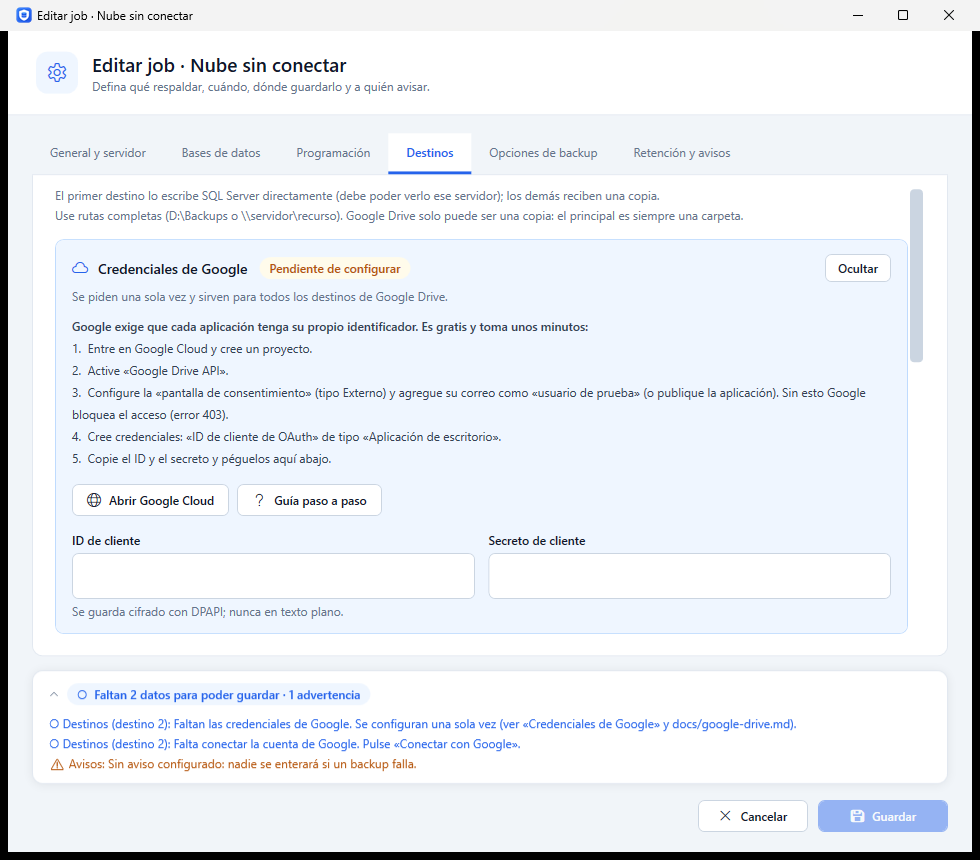 Editar job · Nube sin conectar
Editar job · Nube sin conectar
Defina qué respaldar, cuándo, dónde guardarlo y a quién avisar.
General y servidor
Bases de datos
Programación
Destinos
Opciones de backup
Retención y avisos
El primer destino lo escribe SQL Server directamente (debe poder verlo ese servidor); los demás reciben una copia.
Use rutas completas (D:\Backups o \\servidor\recurso). Google Drive solo puede ser una copia: el principal es siempre una carpeta.
Credenciales de Google
Pendiente de configurar
Ocultar
Se piden una sola vez y sirven para todos los destinos de Google Drive.
Google exige que cada aplicación tenga su propio identificador. Es gratis y toma unos minutos:
1. Entre en Google Cloud y cree un proyecto.
2. Active «Google Drive API».
3. Configure la «pantalla de consentimiento» (tipo Externo) y agregue su correo como «usuario de prueba» (o publique la aplicación). Sin esto Google
bloquea el acceso (error 403).
4. Cree credenciales: «ID de cliente de OAuth» de tipo «Aplicación de escritorio».
5. Copie el ID y el secreto y péguelos aquí abajo.
Abrir Google Cloud
? Guía paso a paso
ID de cliente
Secreto de cliente
Se guarda cifrado con DPAPI; nunca en texto plano.
Faltan 2 datos para poder guardar · 1 advertencia
Destinos (destino 2): Faltan las credenciales de Google. Se configuran una sola vez (ver «Credenciales de Google» y docs/google-drive.md).
Destinos (destino 2): Falta conectar la cuenta de Google. Pulse «Conectar con Google».
Avisos: Sin aviso configurado: nadie se enterará si un backup falla.
Cancelar
Guardar